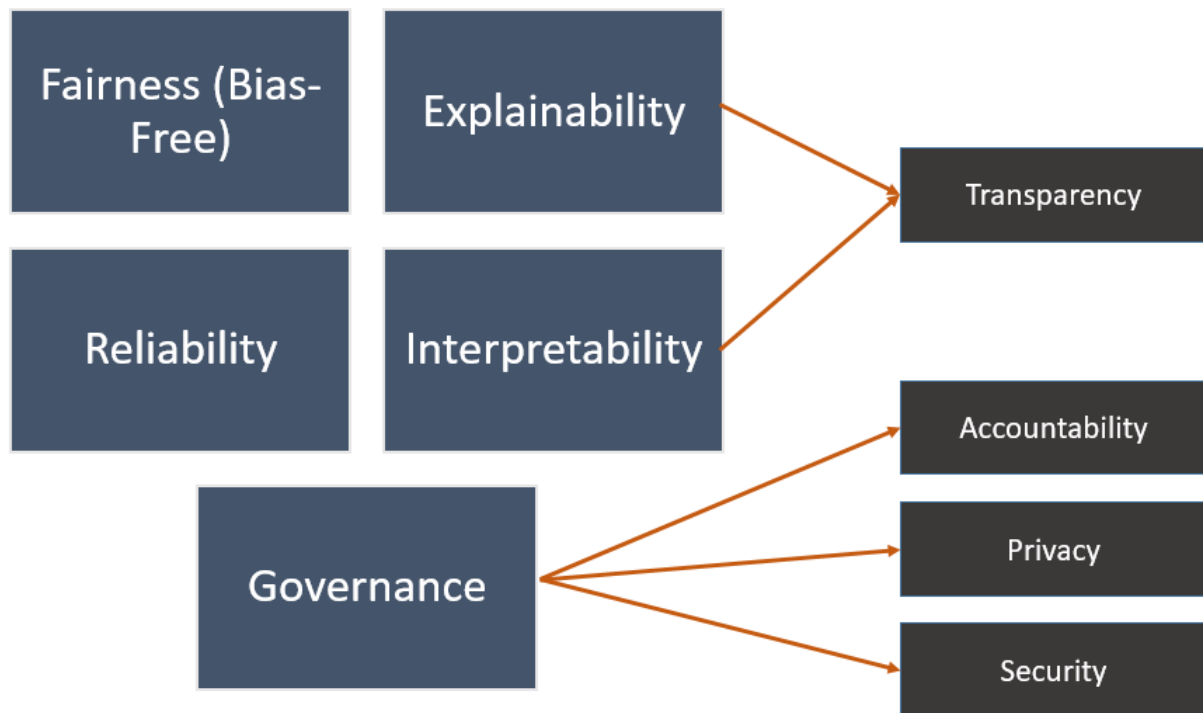 Fairness (Bias-
Free)
Explainability
Transparency
Reliability
Interpretability
Accountability
Governance
Privacy
Security